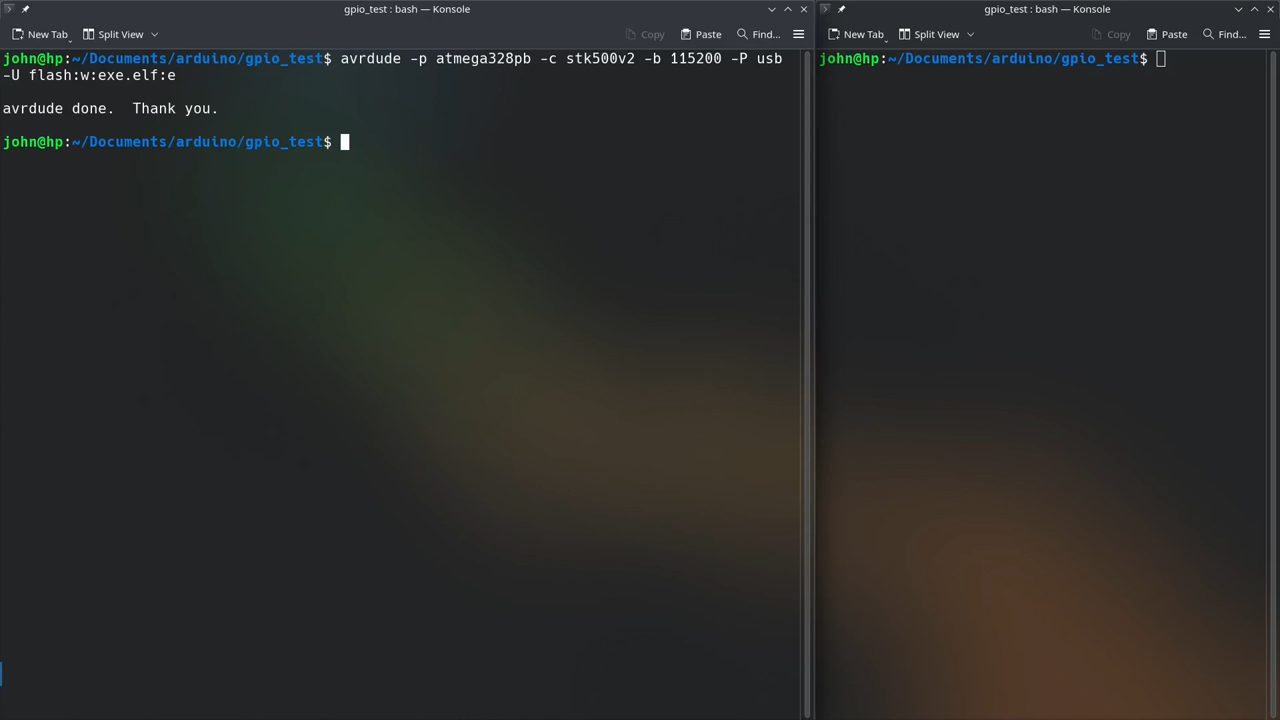 gpio_test : bash — Konsole
New Tab Split View Copy Paste Find...
john@hp:~/Documents/arduino/gpio_test$ avrdude -p atmega328pb -c stk500v2 -b 115200 -P usb
-U flash:w:exe.elf:e
avrdude done.  Thank you.
john@hp:~/Documents/arduino/gpio_test$
gpio_test : bash — Konsole
New Tab Split View Copy Paste Find...
john@hp:~/Documents/arduino/gpio_test$